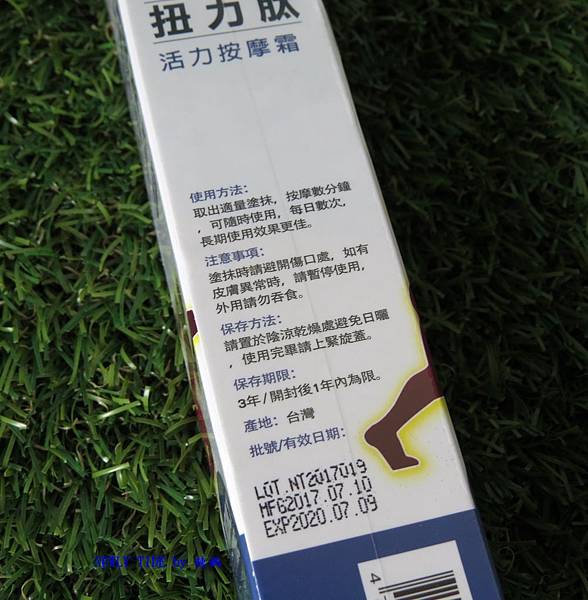 扭力肽
活力按摩霜
使用方法:
取出適量塗抹，按摩數分鐘
，可隨時使用，每日數次，
長期使用效果更佳。
注意事項:
塗抹時請避開傷口處，如有
皮膚異常時，請暫停使用，
外用請勿吞食。
保存方法:
請置於陰涼乾燥處避免日曬
，使用完畢請上緊旋蓋。
保存期限:
3年/開封後1年內為限。
產地: 台灣
批號/有效日期:
LOT NT2017019
MFG2017.07.10
EXP2020.07.09
4